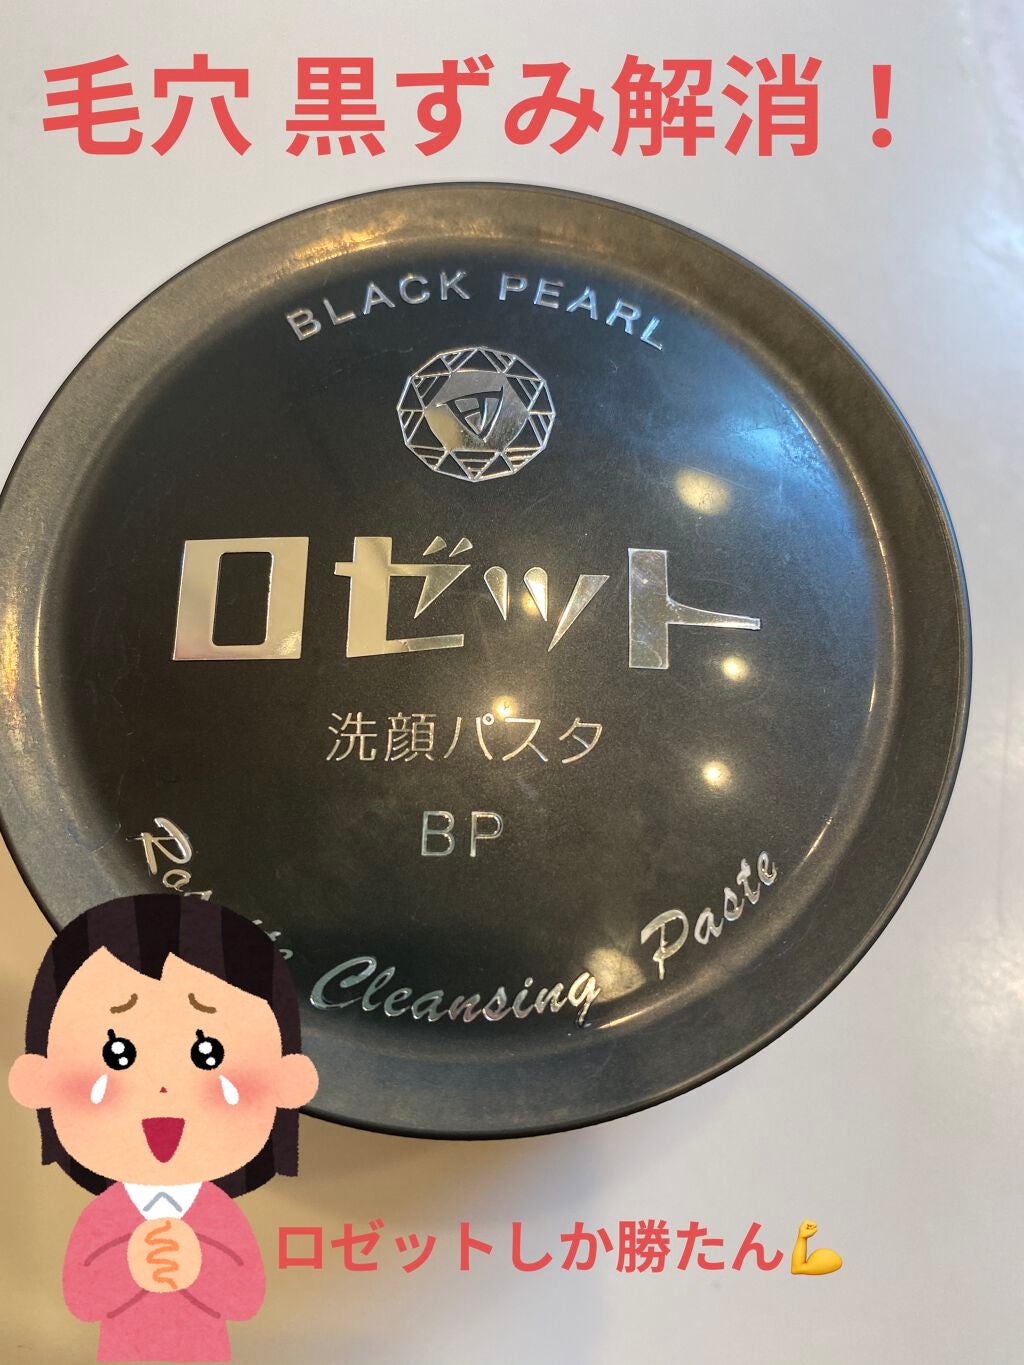 毛穴 黒ずみ解消！
BLACK PEARL
ロゼット
洗顔パスタ
BP
Cleansing Paste
ロゼットしか勝たん💪